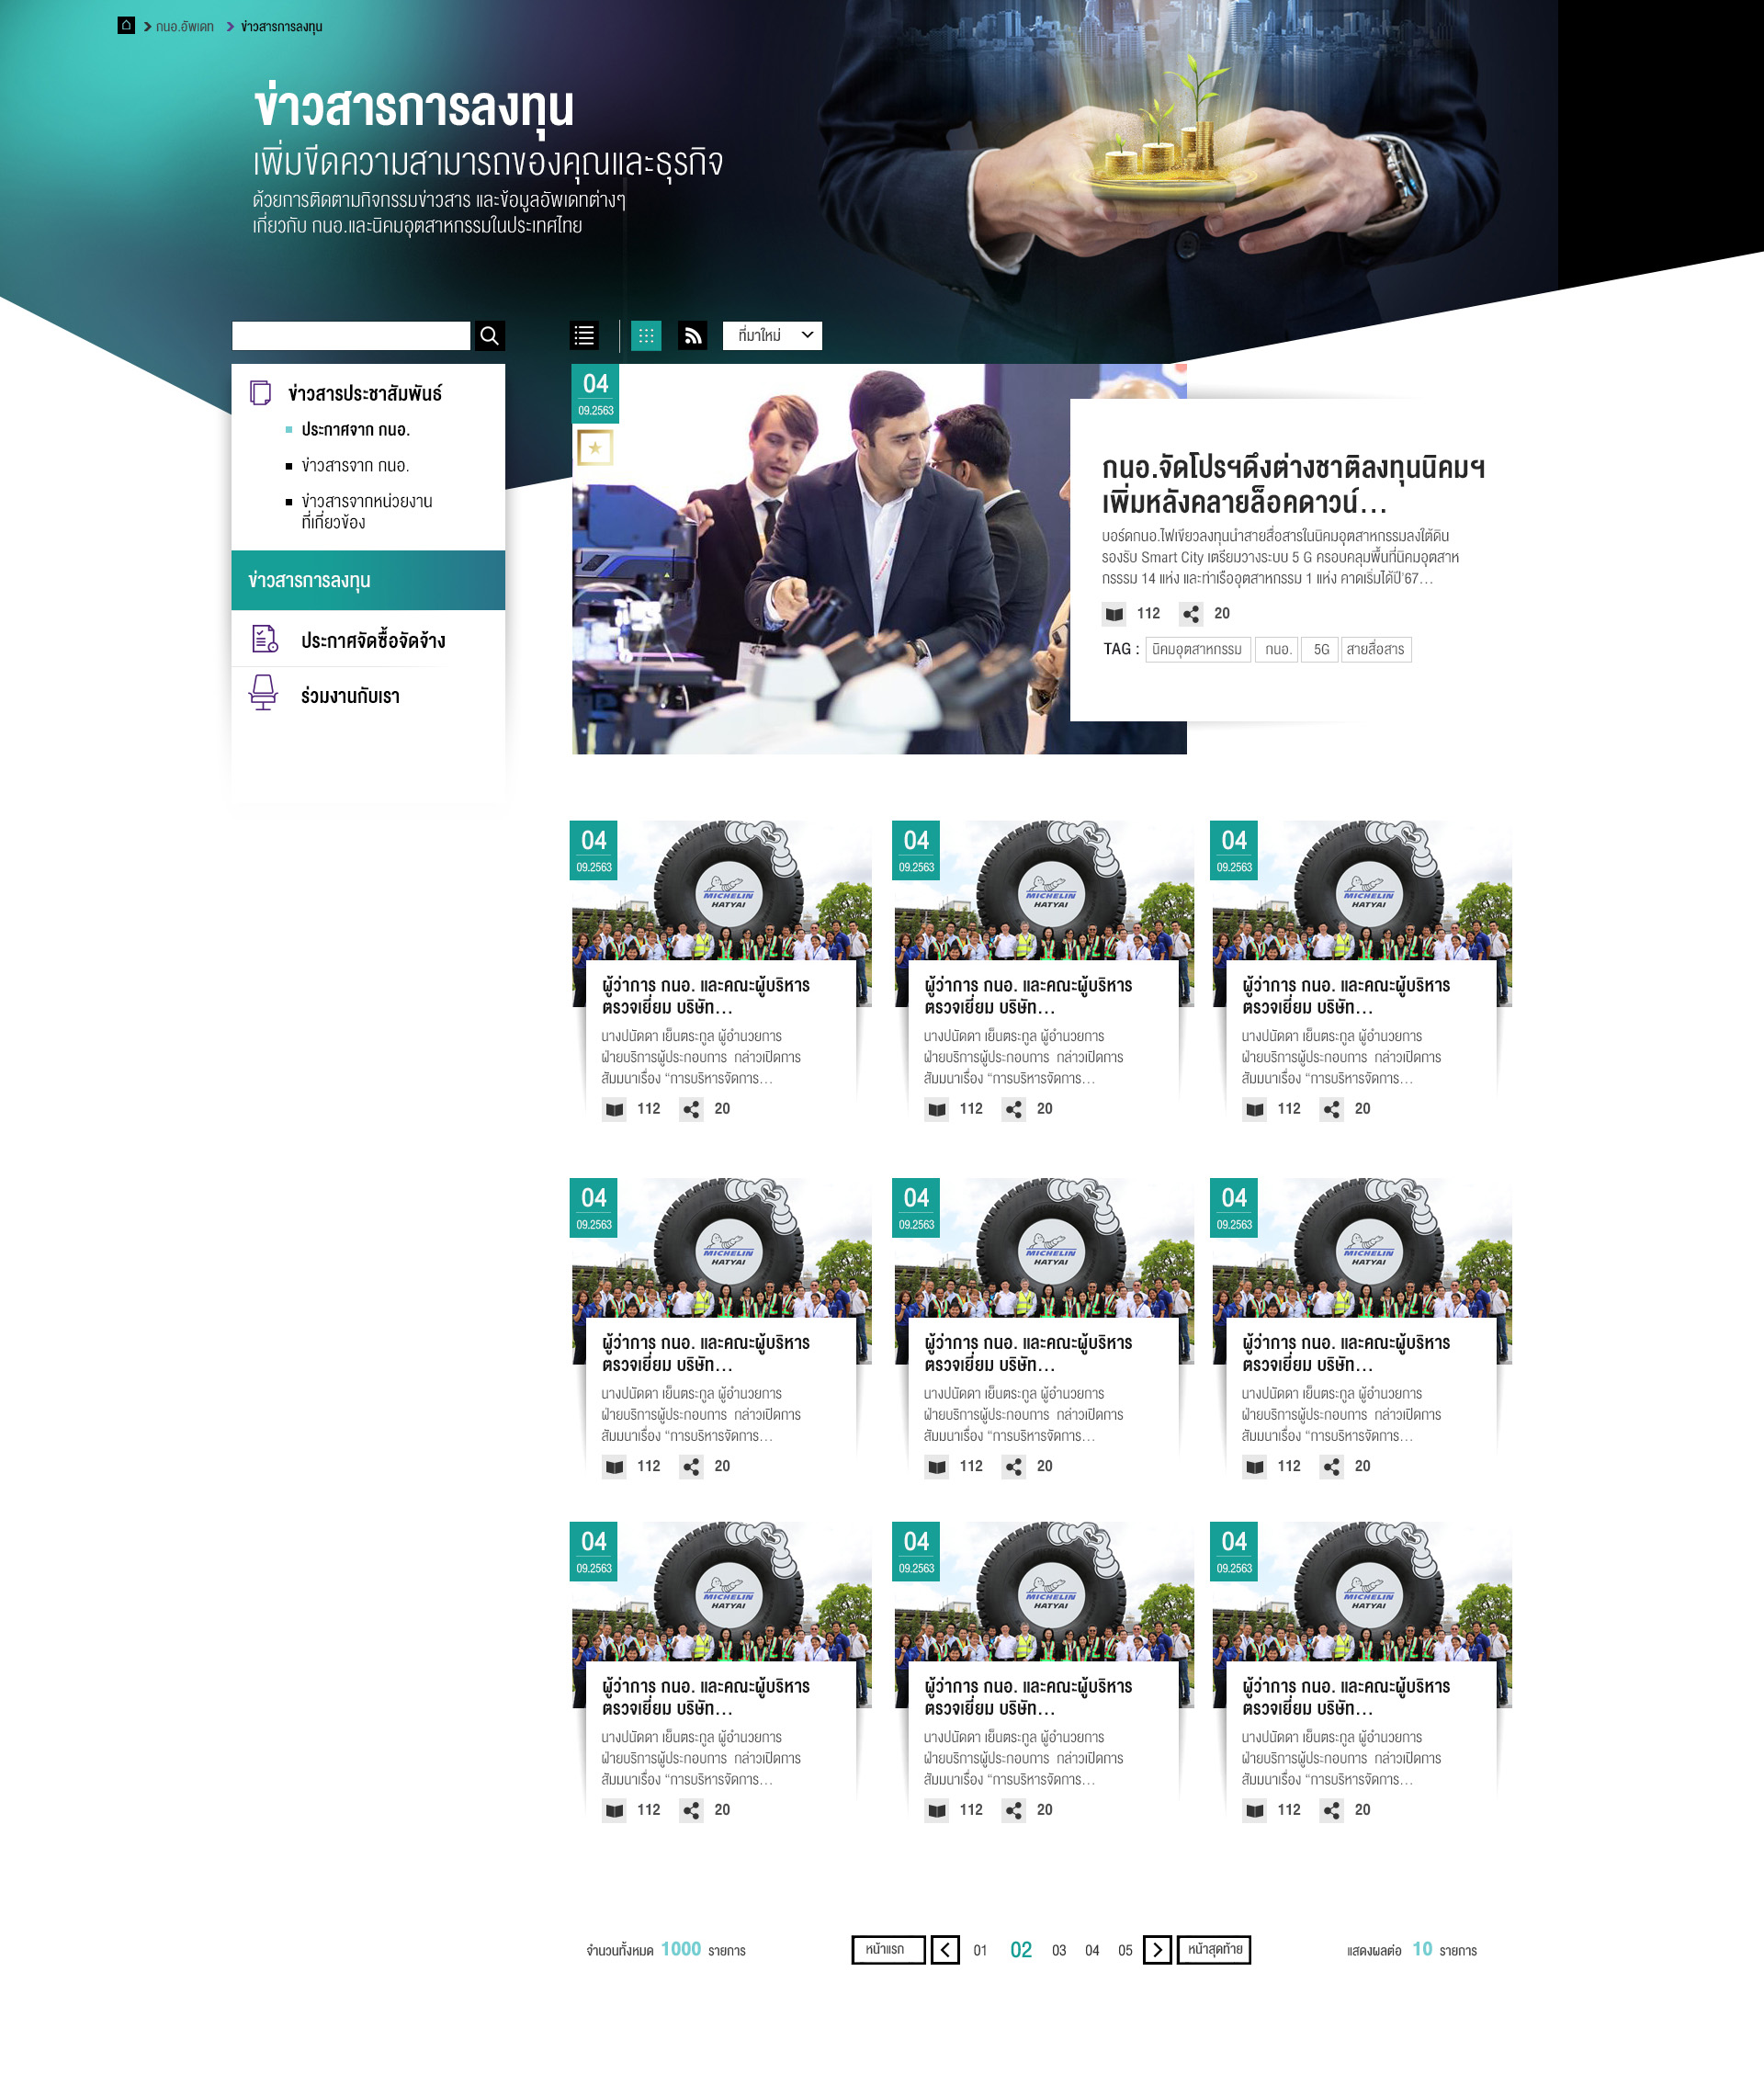 กนอ.อัพเดท ข่าวสารการลงทุน
ข่าวสารการลงทุน
เพิ่มขีดความสามารถของคุณและธุรกิจ
ด้วยการติดตามกิจกรรมข่าวสาร และข้อมูลอัพเดทต่างๆ
เกี่ยวกับ กนอ.และนิคมอุตสาหกรรมในประเทศไทย
ที่มาใหม่
ข่าวสารประชาสัมพันธ์
ประกาศจาก กนอ.
ข่าวสารจาก กนอ.
ข่าวสารจากหน่วยงาน
ที่เกี่ยวข้อง
ข่าวสารการลงทุน
ประกาศจัดซื้อจัดจ้าง
ร่วมงานกับเรา
04
09.2563
กนอ.จัดโปรฯดึงต่างชาติลงทุนนิคมฯ
เพิ่มหลังคลายล็อคดาวน์...
บอร์ดกนอ.ไฟเขียวลงทุนนำสายสื่อสารในนิคมอุตสาหกรรมลงใต้ดิน
รองรับ Smart City เตรียมวางระบบ 5 G ครอบคลุมพื้นที่นิคมอุตสาห
กรรรม 14 แห่ง และท่าเรืออุตสาหกรรม 1 แห่ง คาดเริ่มได้ปี'67...
112 20
TAG : นิคมอุตสาหกรรม กนอ. 5G สายสื่อสาร
04
09.2563
MICHELIN
HATYAI
ผู้ว่าการ กนอ. และคณะผู้บริหาร
ตรวจเยี่ยม บริษัท...
นางปนัดดา เย็นตระกูล ผู้อำนวยการ
ฝ่ายบริการผู้ประกอบการ กล่าวเปิดการ
สัมมนาเรื่อง “การบริหารจัดการ...
112 20
04
09.2563
MICHELIN
HATYAI
ผู้ว่าการ กนอ. และคณะผู้บริหาร
ตรวจเยี่ยม บริษัท...
นางปนัดดา เย็นตระกูล ผู้อำนวยการ
ฝ่ายบริการผู้ประกอบการ กล่าวเปิดการ
สัมมนาเรื่อง “การบริหารจัดการ...
112 20
04
09.2563
MICHELIN
HATYAI
ผู้ว่าการ กนอ. และคณะผู้บริหาร
ตรวจเยี่ยม บริษัท...
นางปนัดดา เย็นตระกูล ผู้อำนวยการ
ฝ่ายบริการผู้ประกอบการ กล่าวเปิดการ
สัมมนาเรื่อง “การบริหารจัดการ...
112 20
04
09.2563
MICHELIN
HATYAI
ผู้ว่าการ กนอ. และคณะผู้บริหาร
ตรวจเยี่ยม บริษัท...
นางปนัดดา เย็นตระกูล ผู้อำนวยการ
ฝ่ายบริการผู้ประกอบการ กล่าวเปิดการ
สัมมนาเรื่อง “การบริหารจัดการ...
112 20
04
09.2563
MICHELIN
HATYAI
ผู้ว่าการ กนอ. และคณะผู้บริหาร
ตรวจเยี่ยม บริษัท...
นางปนัดดา เย็นตระกูล ผู้อำนวยการ
ฝ่ายบริการผู้ประกอบการ กล่าวเปิดการ
สัมมนาเรื่อง “การบริหารจัดการ...
112 20
04
09.2563
MICHELIN
HATYAI
ผู้ว่าการ กนอ. และคณะผู้บริหาร
ตรวจเยี่ยม บริษัท...
นางปนัดดา เย็นตระกูล ผู้อำนวยการ
ฝ่ายบริการผู้ประกอบการ กล่าวเปิดการ
สัมมนาเรื่อง “การบริหารจัดการ...
112 20
04
09.2563
MICHELIN
HATYAI
ผู้ว่าการ กนอ. และคณะผู้บริหาร
ตรวจเยี่ยม บริษัท...
นางปนัดดา เย็นตระกูล ผู้อำนวยการ
ฝ่ายบริการผู้ประกอบการ กล่าวเปิดการ
สัมมนาเรื่อง “การบริหารจัดการ...
112 20
04
09.2563
MICHELIN
HATYAI
ผู้ว่าการ กนอ. และคณะผู้บริหาร
ตรวจเยี่ยม บริษัท...
นางปนัดดา เย็นตระกูล ผู้อำนวยการ
ฝ่ายบริการผู้ประกอบการ กล่าวเปิดการ
สัมมนาเรื่อง “การบริหารจัดการ...
112 20
04
09.2563
MICHELIN
HATYAI
ผู้ว่าการ กนอ. และคณะผู้บริหาร
ตรวจเยี่ยม บริษัท...
นางปนัดดา เย็นตระกูล ผู้อำนวยการ
ฝ่ายบริการผู้ประกอบการ กล่าวเปิดการ
สัมมนาเรื่อง “การบริหารจัดการ...
112 20
จำนวนทั้งหมด 1000 รายการ หน้าแรก 01 02 03 04 05 หน้าสุดท้าย แสดงผลต่อ 10 รายการ